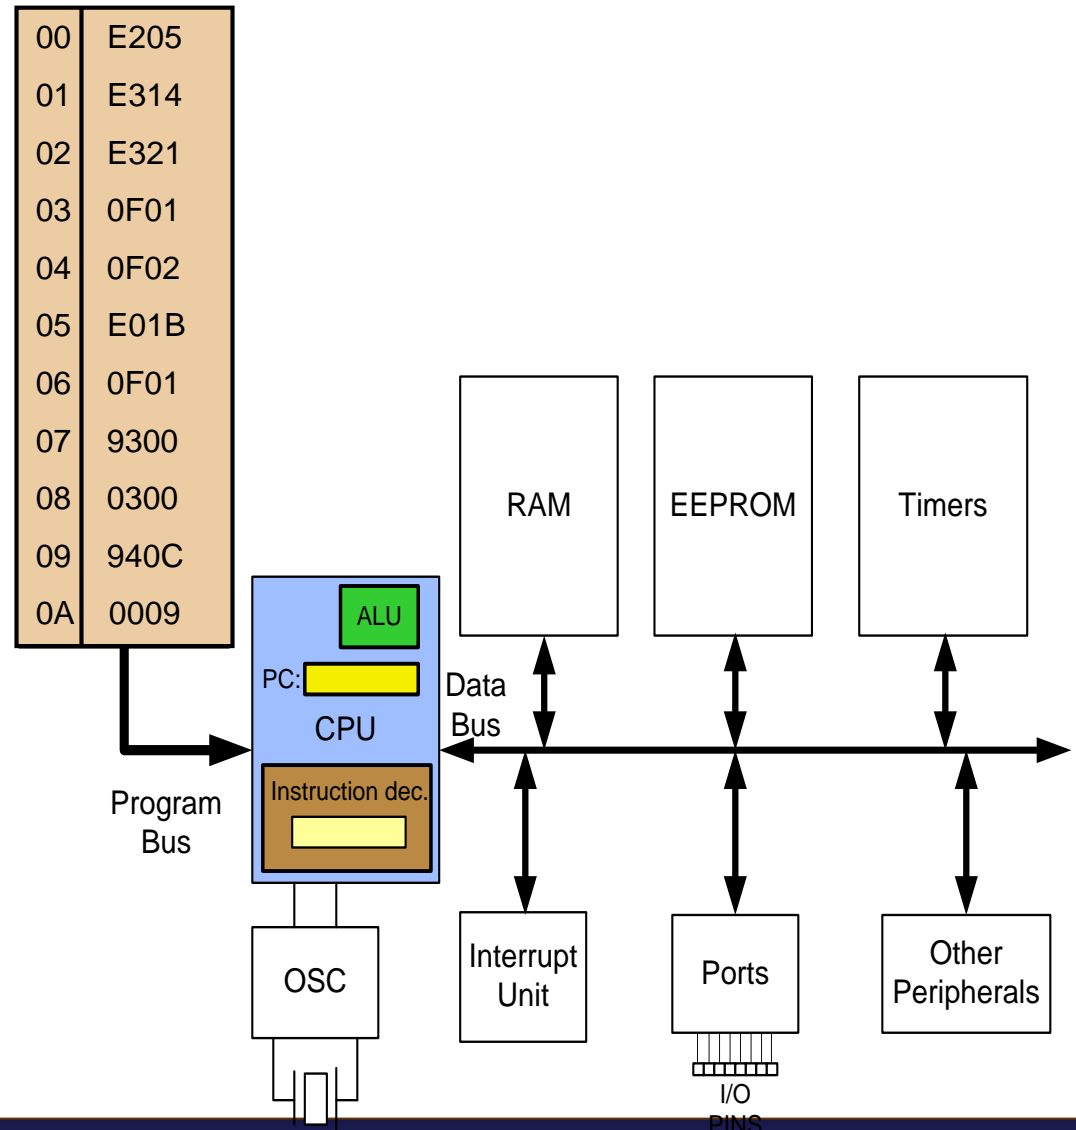 00 E205
01 E314
02 E321
03 0F01
04 0F02
05 E01B
06 0F01
07 9300
08 0300
09 940C
0A 0009
ALU
PC:
CPU
Instruction dec.
Program
Bus
Data
Bus
RAM
EEPROM
Timers
OSC
Interrupt
Unit
Ports
Other
Peripherals
I/O
PINS